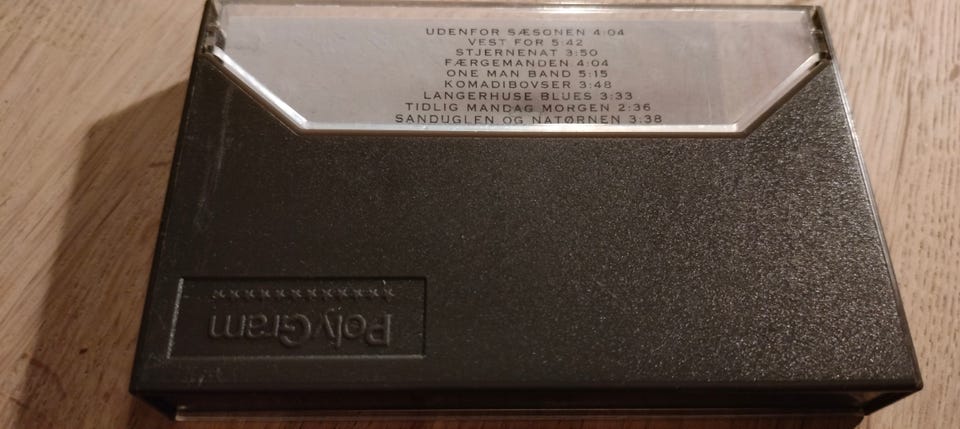 UDENFOR SÆSONEN 4:04
VEST FOR 5:42
STJERNENAT 3:50
FÆRGEMANDEN 4:04
ONE MAN BAND 5:15
KOMADIBOVSER 3:48
LANGERHUSE BLUES 3:33
TIDLIG MANDAG MORGEN 2:36
SANDUGLEN OG NATØRNEN 3:38
PolyGram